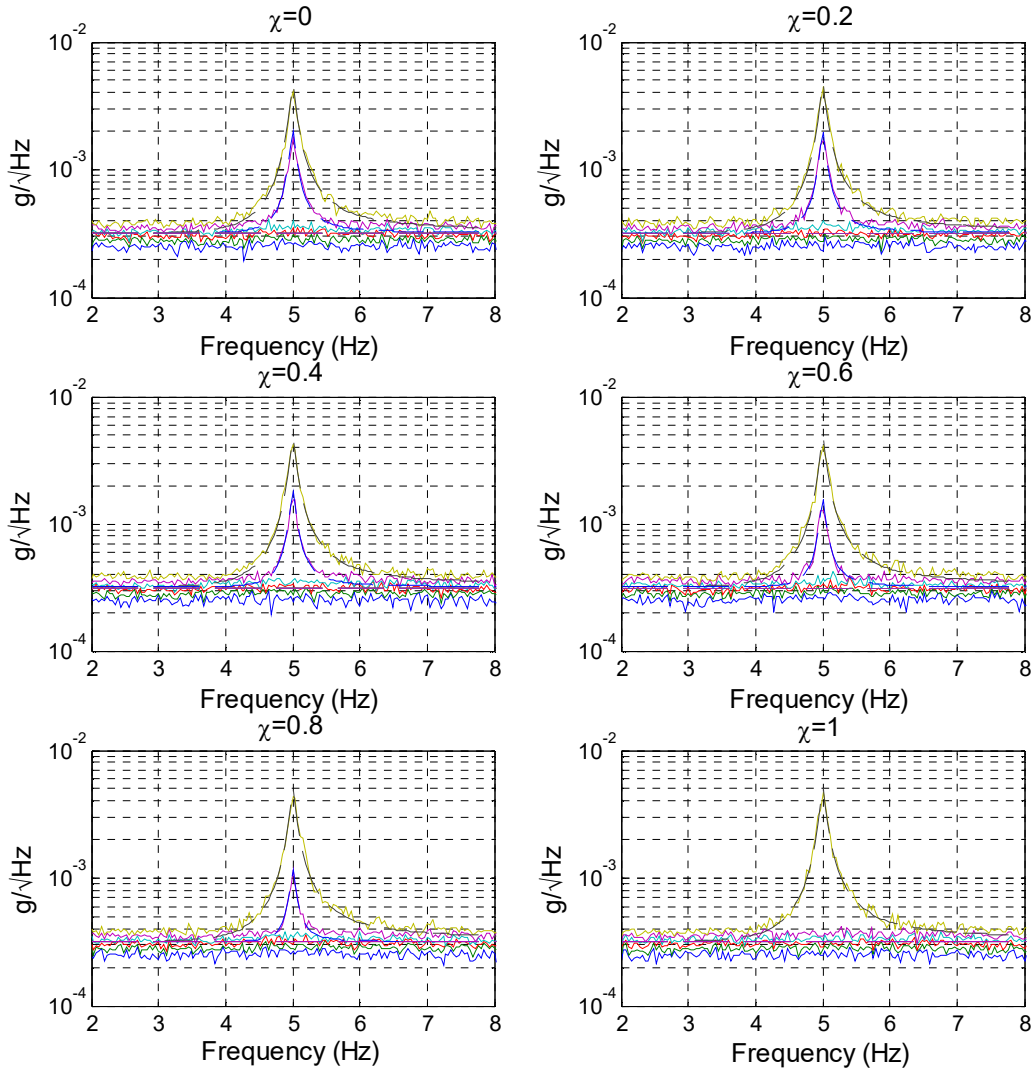 χ=0
g/√Hz
10-2
10-3
10-4
2 3 4 5 6 7 8
Frequency (Hz)
χ=0.2
g/√Hz
10-2
10-3
10-4
2 3 4 5 6 7 8
Frequency (Hz)
χ=0.4
g/√Hz
10-2
10-3
10-4
2 3 4 5 6 7 8
Frequency (Hz)
χ=0.6
g/√Hz
10-2
10-3
10-4
2 3 4 5 6 7 8
Frequency (Hz)
χ=0.8
g/√Hz
10-2
10-3
10-4
2 3 4 5 6 7 8
Frequency (Hz)
χ=1
g/√Hz
10-2
10-3
10-4
2 3 4 5 6 7 8
Frequency (Hz)